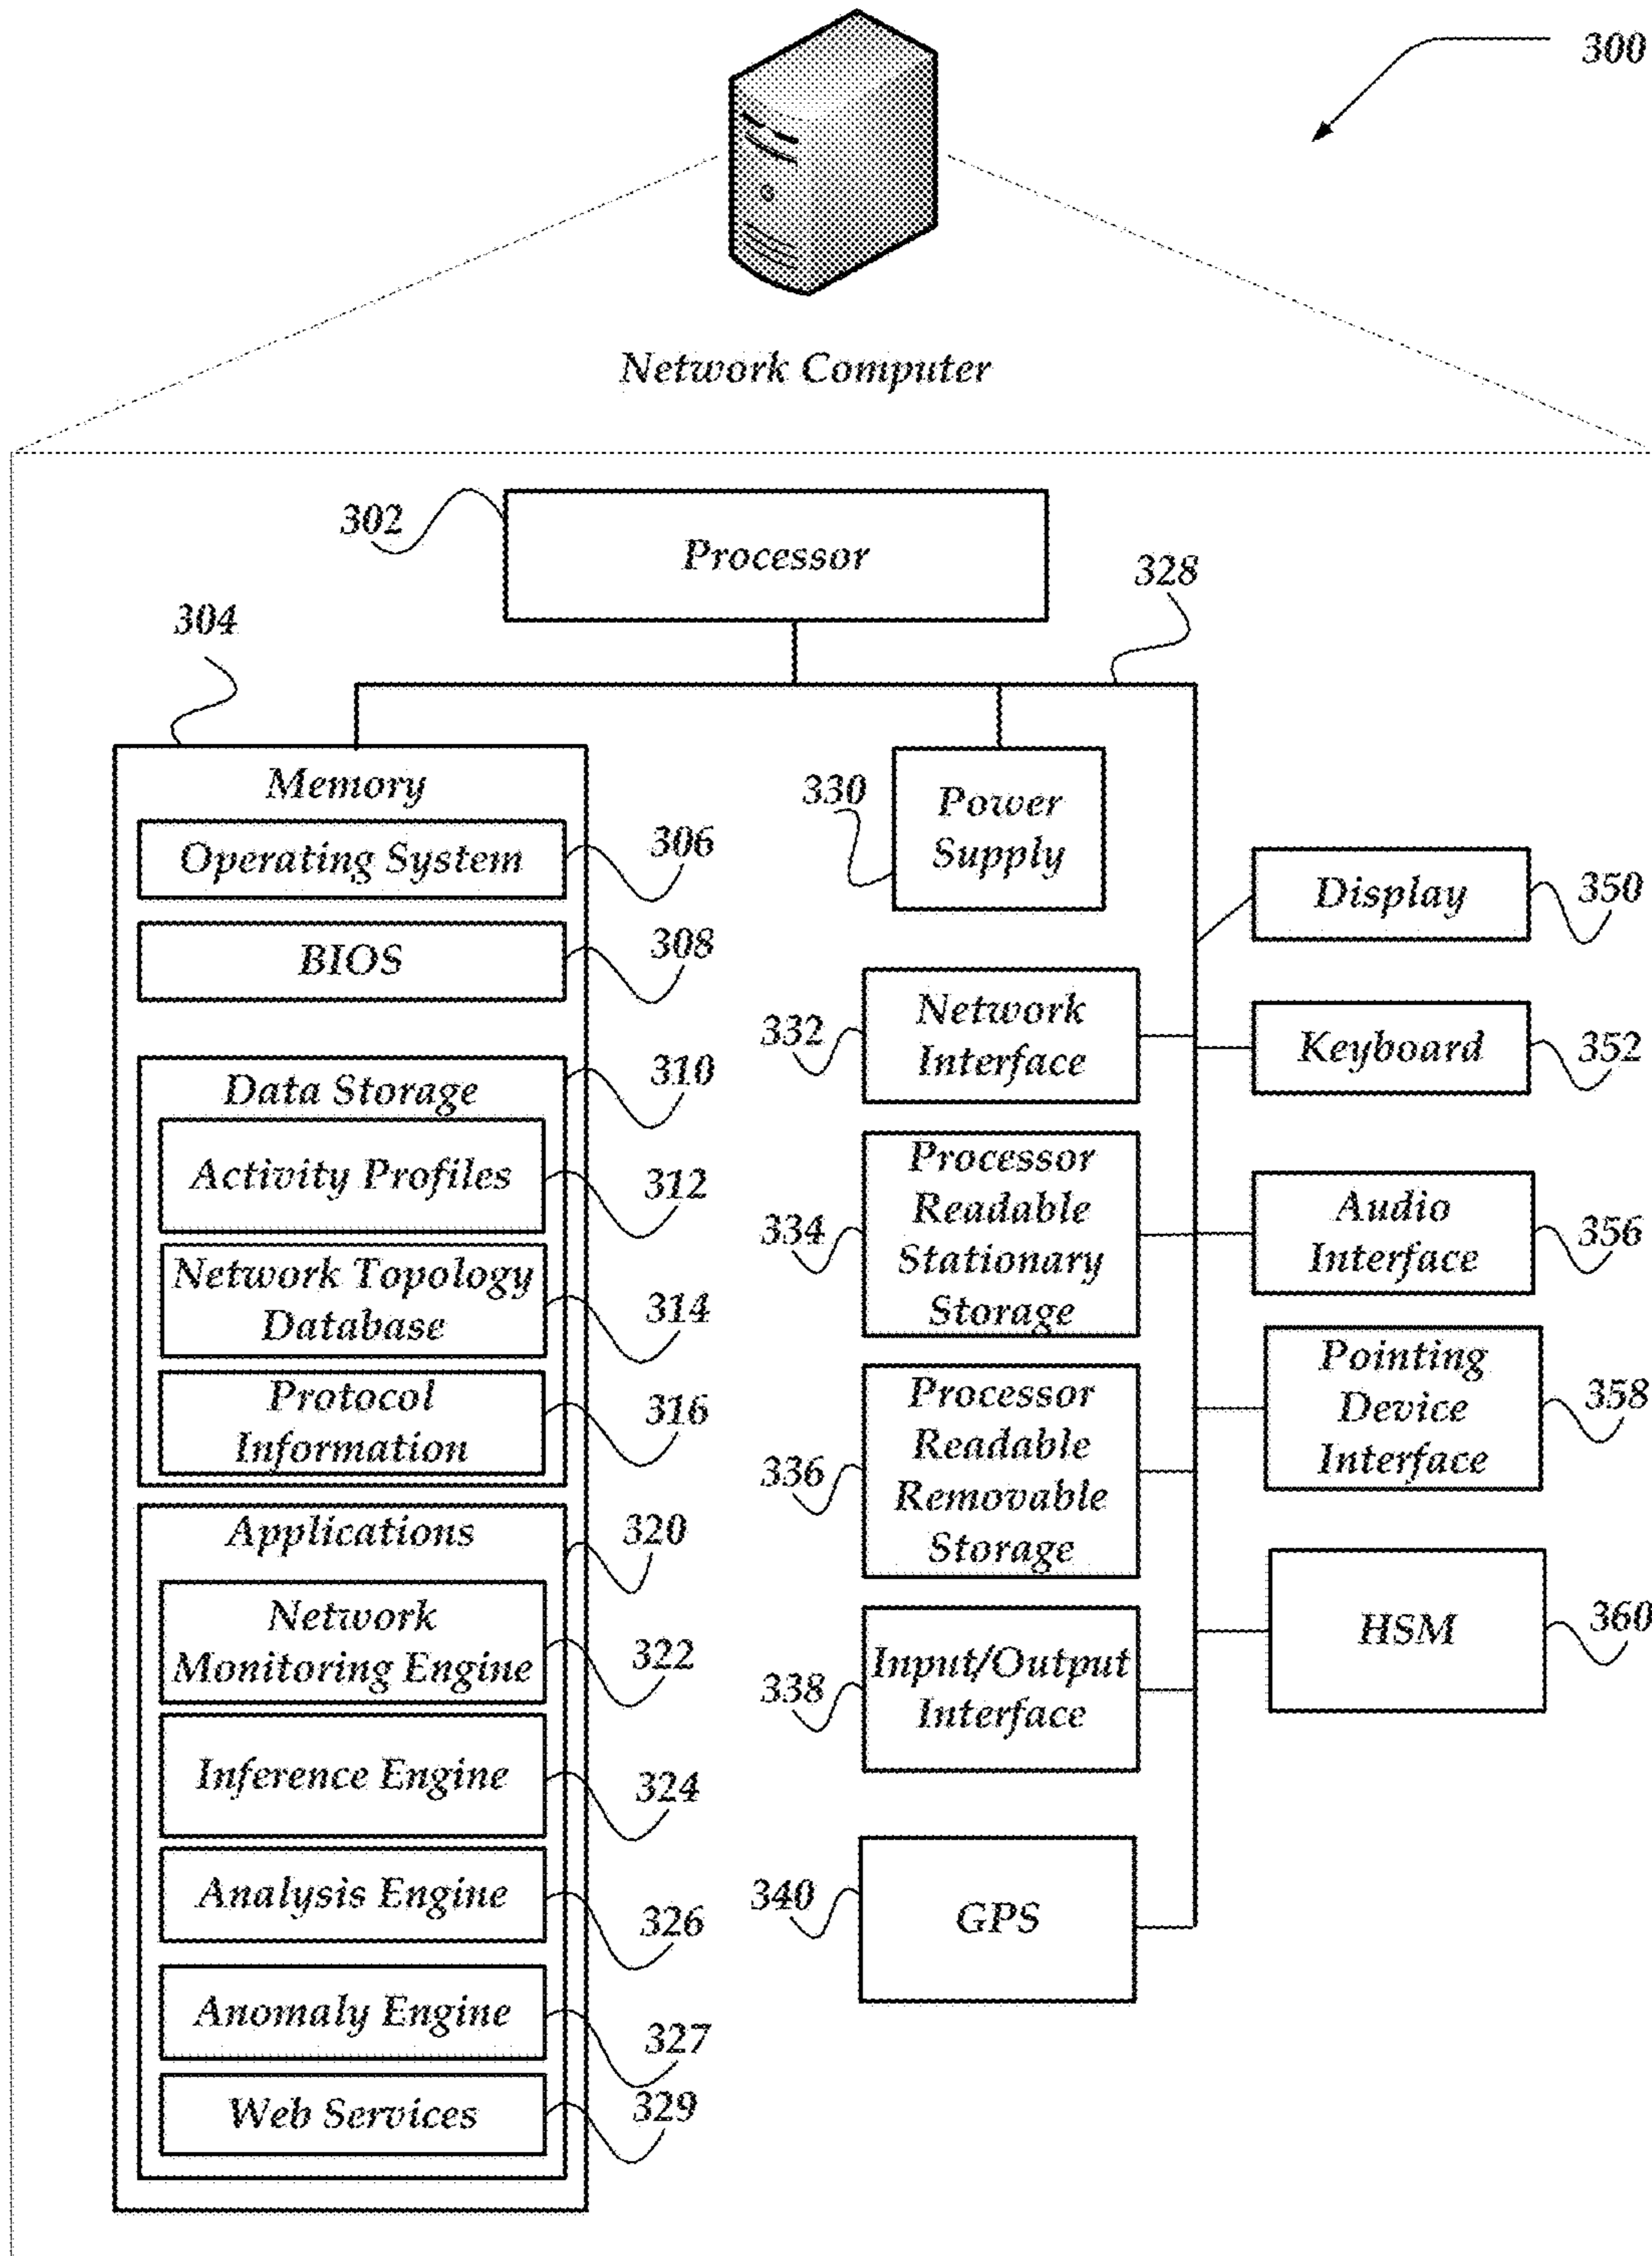 300
Network Computer
302
Processor
328
304
Memory
Operating System
306
BIOS
308
Data Storage
310
Activity Profiles
312
Network Topology
Database
314
Protocol
Information
316
Applications
320
Network
Monitoring Engine
322
Inference Engine
324
Analysis Engine
326
Anomaly Engine
327
Web Services
329
330
Power
Supply
332
Network
Interface
334
Processor
Readable
Stationary
Storage
336
Processor
Readable
Removable
Storage
338
Input/Output
Interface
340
GPS
Display
350
Keyboard
352
Audio
Interface
356
Pointing
Device
Interface
358
HSM
360